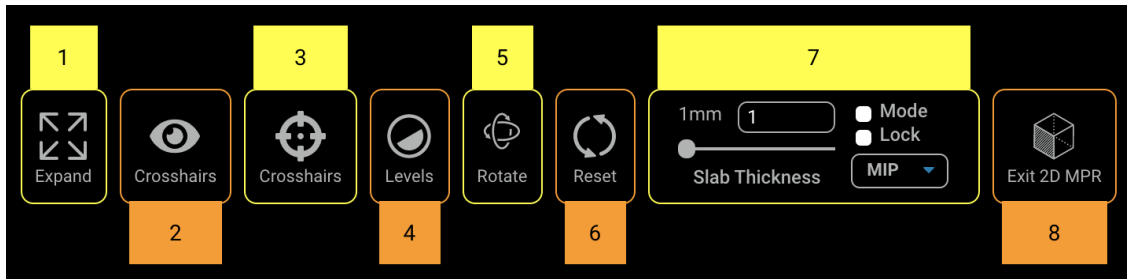 1
3
5
7
Expand
Crosshairs
Crosshairs
Levels
Rotate
Reset
1mm 1
Slab Thickness
Mode
Lock
MIP
Exit 2D MPR
2
4
6
8